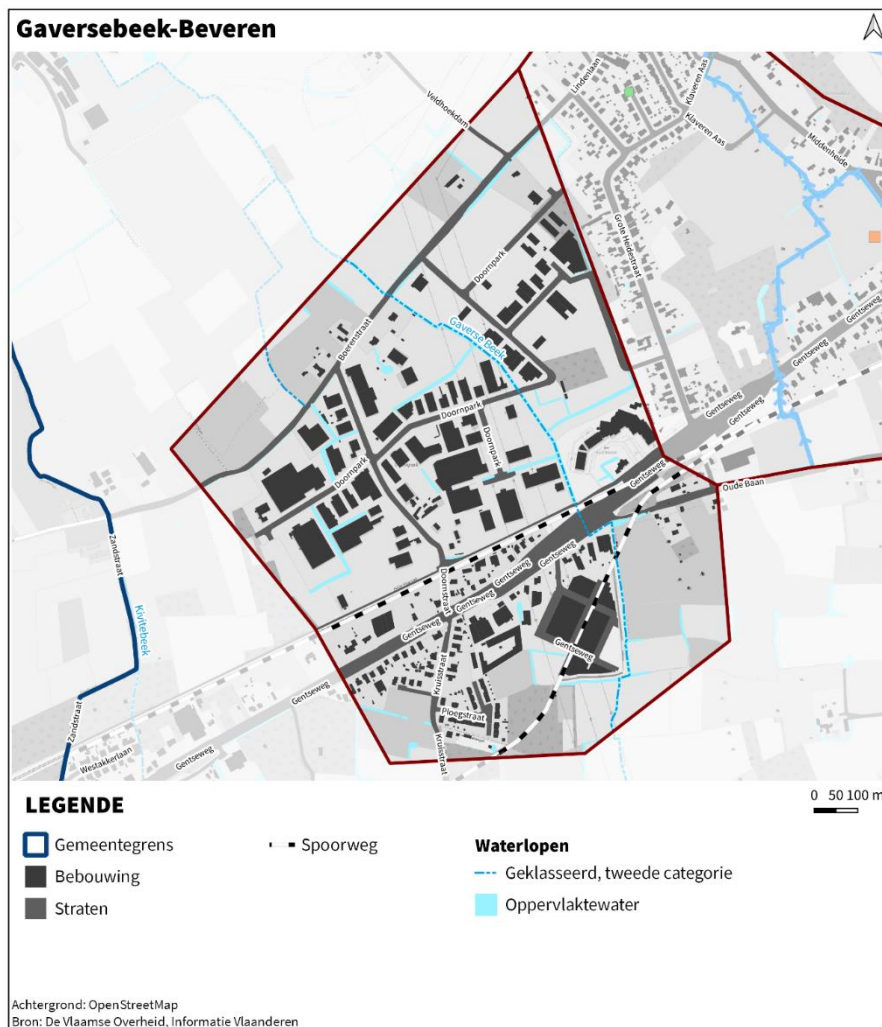 Gaversebeek-Beveren
Lindenlaan
Klaveren Aas
Veldhoekdam
Klaveren Aas
Middenheide
Grote Heidestraat
Doornpark
Boerenstraat
Gaverse Beek
Gentseweg
Gentseweg
Gentseweg
Doornpark
Doornpark
Doornpark
Gentseweg
Oude Baan
Zandstraat
Kivitebeek
Doornstraat
Gentseweg
Gentseweg
Gentseweg
Gentseweg
Gentseweg
Kruisstraat
Gentseweg
Ploegstraat
Zandstraat
Westakkerlaan
Gentseweg
Kruisstraat
LEGENDE
0 50 100 m
Gemeentegrens
Spoorweg
Waterlopen
Bebouwing
Geklasseerd, tweede categorie
Straten
Oppervlaktewater
Achtergrond: OpenStreetMap
Bron: De Vlaamse Overheid, Informatie Vlaanderen